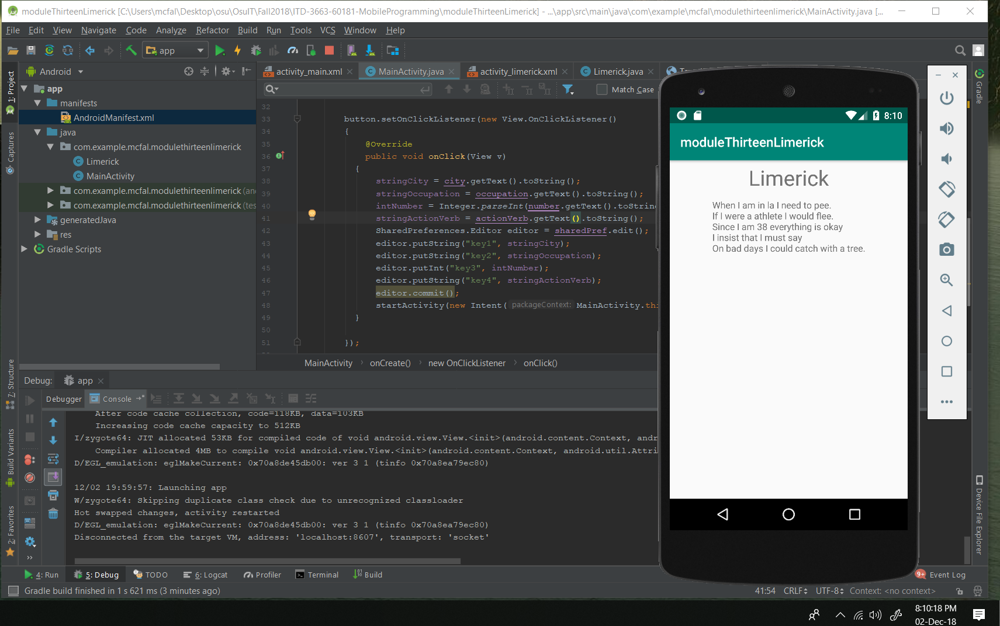 moduleThirteenLimerick [C:\Users\mcfal\Desktop\osu\OsuIT\Fall2018\ITD-3663-60181-MobileProgramming\moduleThirteenLimerick] - ...\app\src\main\java\com\example\mcfal\modulethirteenlimerick\MainActivity.java [...
File Edit View Navigate Code Analyze Refactor Build Run Tools VCS Window Help
app
Android
activity_main.xml
MainActivity.java
activity_limerick.xml
Limerick.java
Match Case
1: Project
Captures
7: Structure
Build Variants
2: Favorites
app
manifests
AndroidManifest.xml
java
com.example.mcfal.modulethirteenlimerick
Limerick
MainActivity
com.example.mcfal.modulethirteenlimerick (an
com.example.mcfal.modulethirteenlimerick (tes
generatedJava
res
Gradle Scripts
32
33 button.setOnClickListener(new View.OnClickListener()
34 {
35 @Override
36 public void onClick(View v)
37 {
38 stringCity = city.getText().toString();
39 stringOccupation = occupation.getText().toString();
40 intNumber = Integer.parseInt(number.getText().toString
41 stringActionVerb = actionVerb.getText().toString();
42 SharedPreferences.Editor editor = sharedPref.edit();
43 editor.putString("key1", stringCity);
44 editor.putString("key2", stringOccupation);
45 editor.putInt("key3", intNumber);
46 editor.putString("key4", stringActionVerb);
47 editor.commit();
48 startActivity(new Intent( packageContext: MainActivity.thi
49 }
50
51 });
MainActivity › onCreate() › new OnClickListener › onClick()
Debug: app
Debugger Console
After code cache collection, code=118KB, data=103KB
Increasing code cache capacity to 512KB
I/zygote64: JIT allocated 53KB for compiled code of void android.view.View.<init>(android.content.Context, andr
Compiler allocated 4MB to compile void android.view.View.<init>(android.content.Context, android.util.Attri
D/EGL_emulation: eglMakeCurrent: 0x70a8de45db00: ver 3 1 (tinfo 0x70a8ea79ec80)
12/02 19:59:57: Launching app
W/zygote64: Skipping duplicate class check due to unrecognized classloader
Hot swapped changes, activity restarted
D/EGL_emulation: eglMakeCurrent: 0x70a8de45db00: ver 3 1 (tinfo 0x70a8ea79ec80)
Disconnected from the target VM, address: 'localhost:8607', transport: 'socket'
8:10
moduleThirteenLimerick
Limerick
When I am in la I need to pee.
If I were a athlete I would flee.
Since I am 38 everything is okay
I insist that I must say
On bad days I could catch with a tree.
Gradle
Device File Explorer
4: Run 5: Debug TODO 6: Logcat Profiler Terminal Build
9+ Event Log
Gradle build finished in 1 s 621 ms (3 minutes ago)
41:54 CRLF UTF-8 Context: <no context>
8:10:18 PM
02-Dec-18